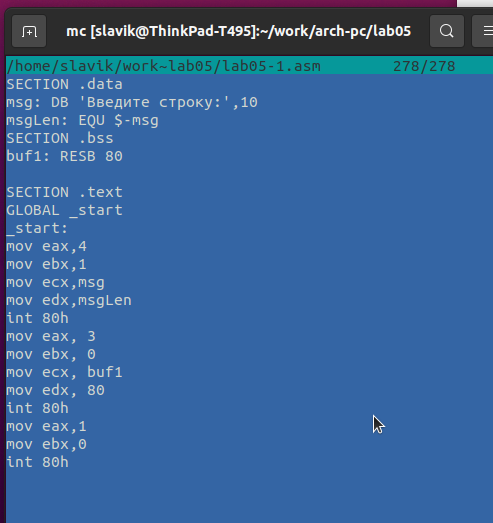 mc [slavik@ThinkPad-T495]:~/work/arch-pc/lab05
/home/slavik/work~lab05/lab05-1.asm 278/278
SECTION .data
msg: DB 'Введите строку:',10
msgLen: EQU $-msg
SECTION .bss
buf1: RESB 80
SECTION .text
GLOBAL _start
_start:
mov eax,4
mov ebx,1
mov ecx,msg
mov edx,msgLen
int 80h
mov eax, 3
mov ebx, 0
mov ecx, buf1
mov edx, 80
int 80h
mov eax,1
mov ebx,0
int 80h